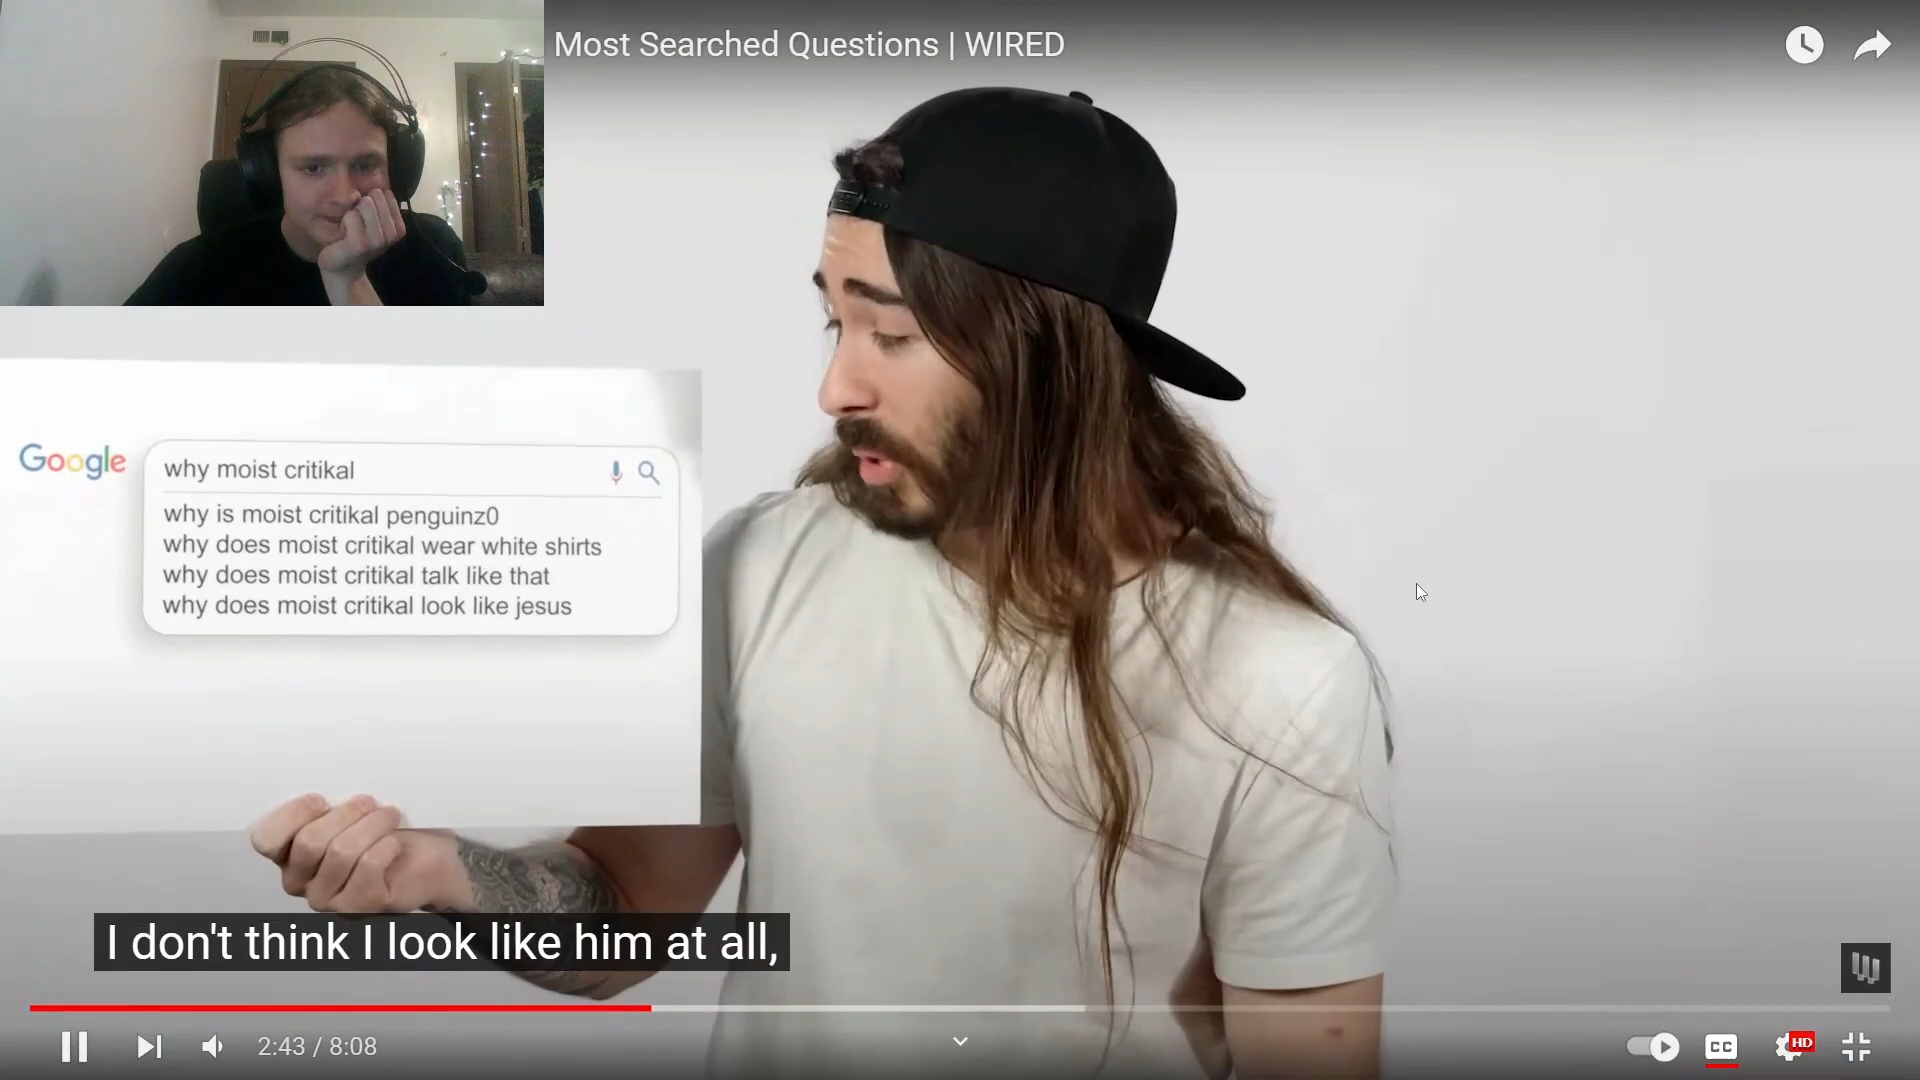 Most Searched Questions | WIRED
Google
why moist critikal
why is moist critikal penguinz0
why does moist critikal wear white shirts
why does moist critikal talk like that
why does moist critikal look like jesus
I don't think I look like him at all,
2:43 / 8:08
CC
HD